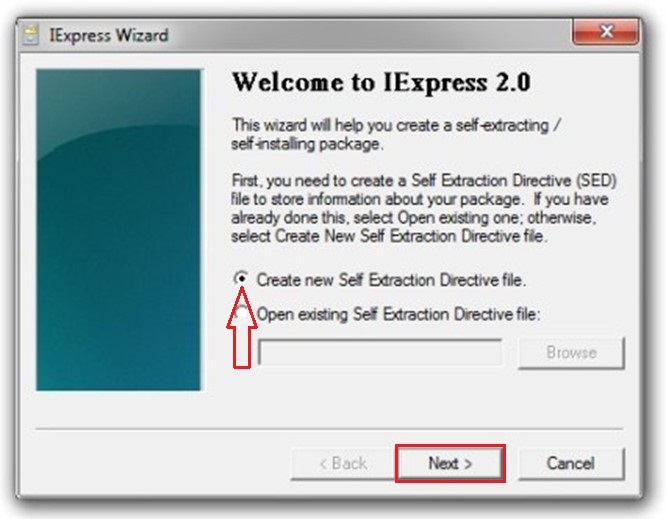 IExpress Wizard
Welcome to IExpress 2.0
This wizard will help you create a self-extracting /
self-installing package.
First, you need to create a Self Extraction Directive (SED)
file to store information about your package. If you have
already done this, select Open existing one; otherwise,
select Create New Self Extraction Directive file.
Create new Self Extraction Directive file.
Open existing Self Extraction Directive file:
Browse
< Back Next > Cancel